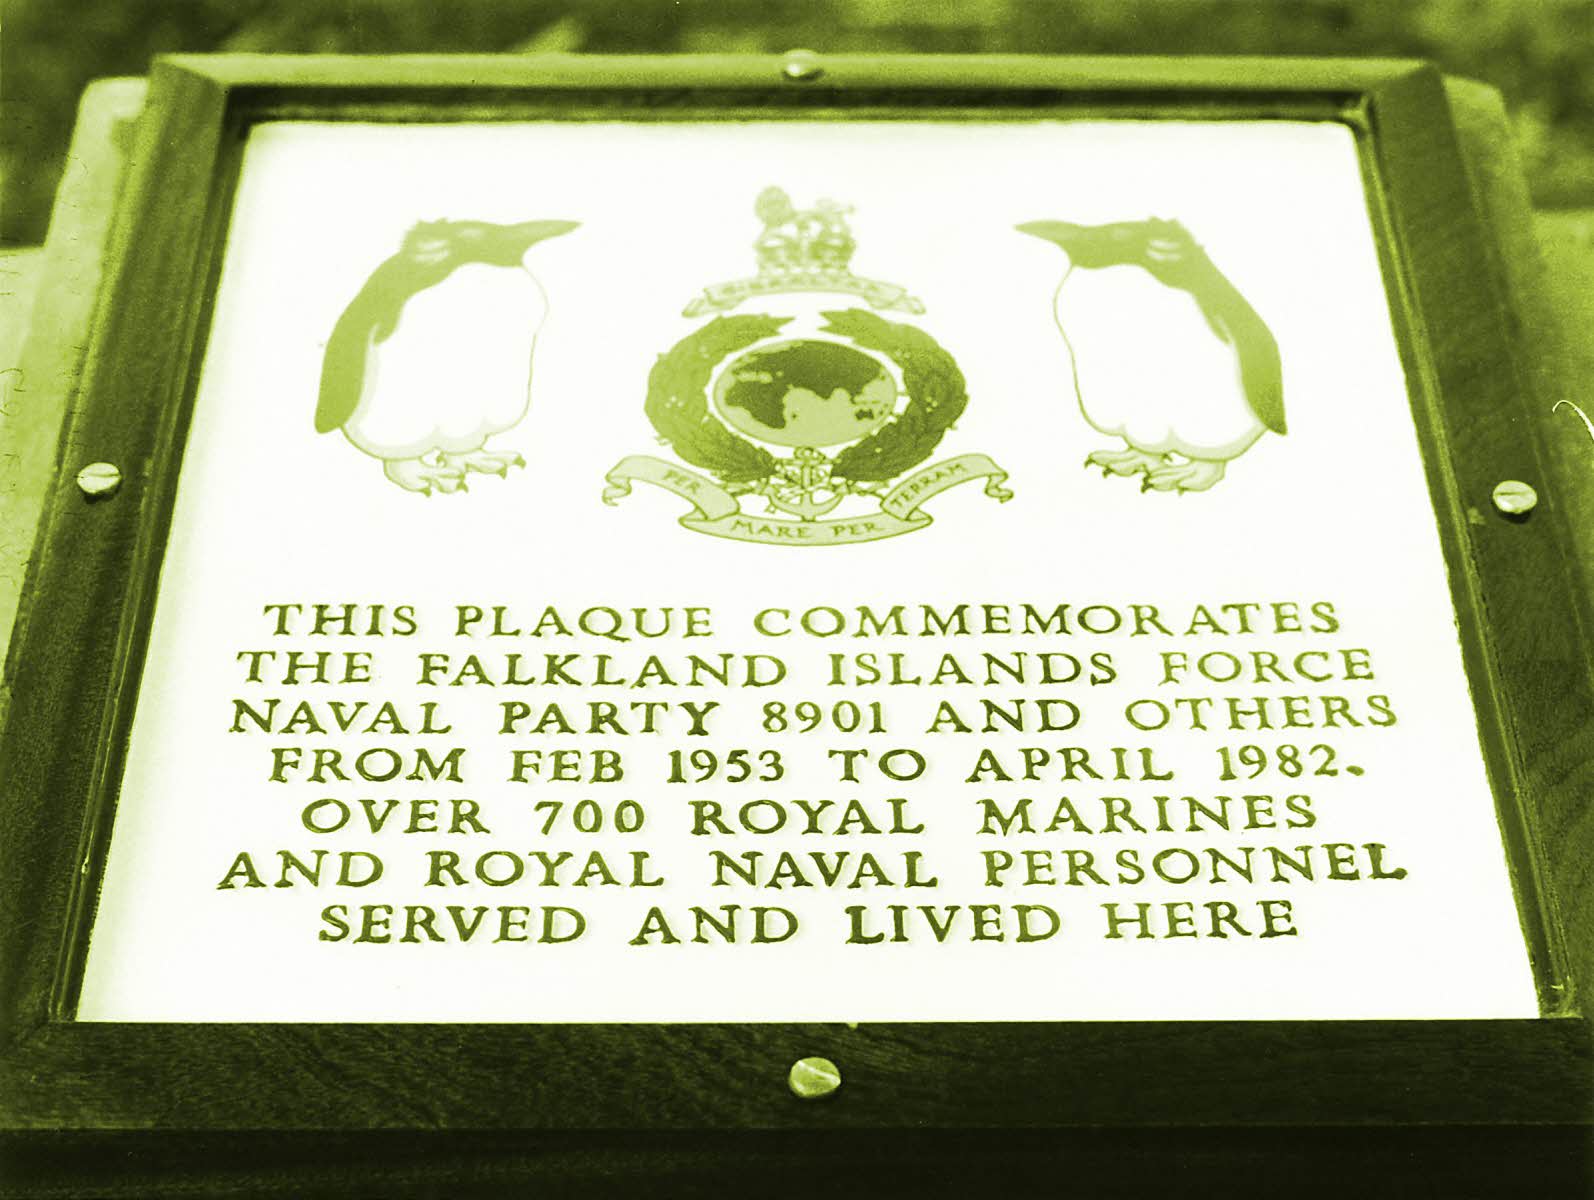 PER MARE PER TERRAM
THIS PLAQUE COMMEMORATES
THE FALKLAND ISLANDS FORCE
NAVAL PARTY 8901 AND OTHERS
FROM FEB 1953 TO APRIL 1982.
OVER 700 ROYAL MARINES
AND ROYAL NAVAL PERSONNEL
SERVED AND LIVED HERE